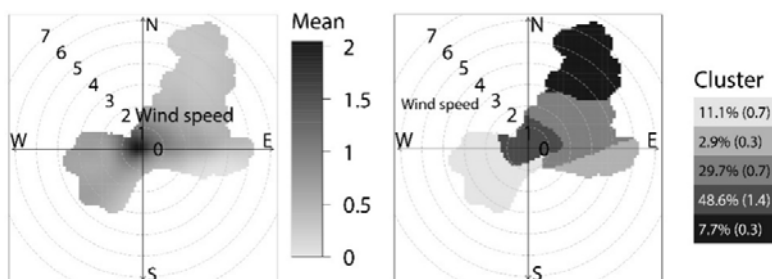 Mean
N
7
6
5
4
3
2
1
Wind speed
W
0
E
S
2
1.5
1
0.5
0
N
7
6
5
4
3
2
1
Wind speed
W
0
E
S
Cluster
11.1% (0.7)
2.9% (0.3)
29.7% (0.7)
48.6% (1.4)
7.7% (0.3)